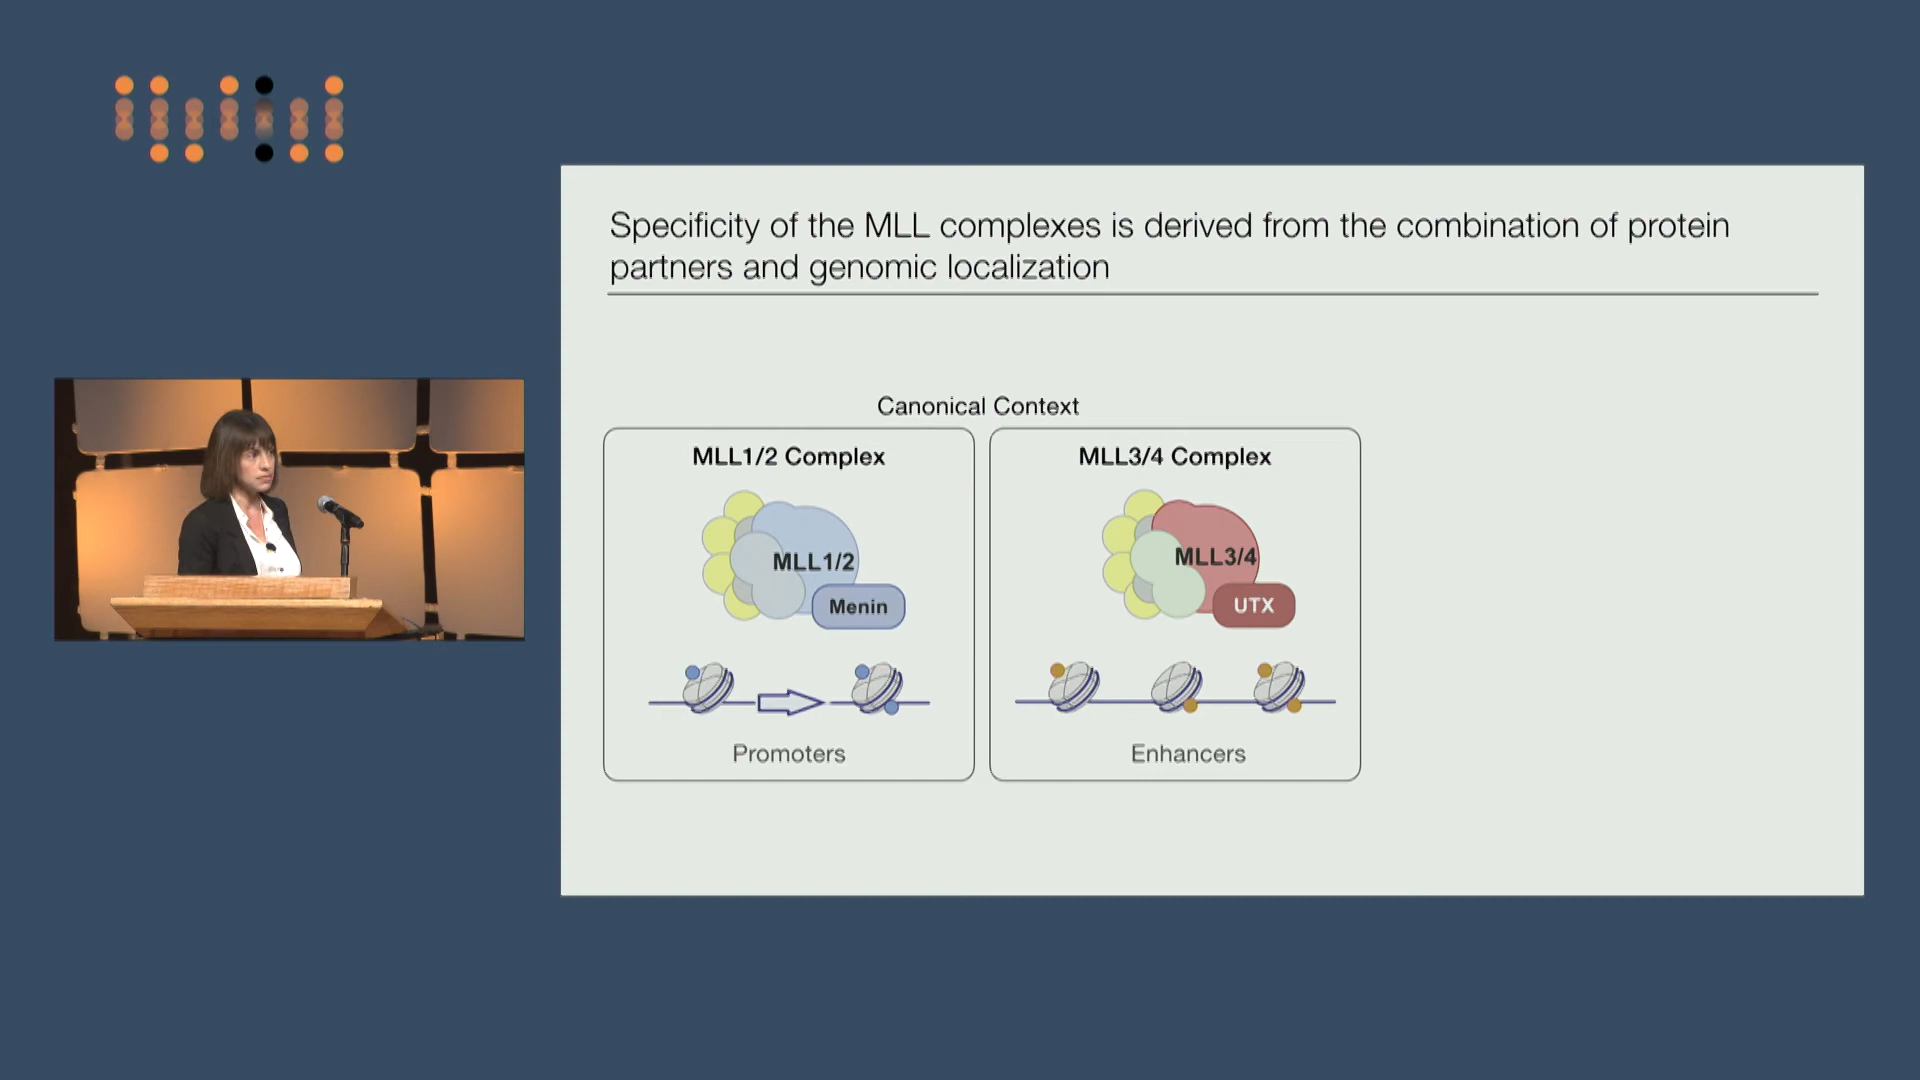 Specificity of the MLL complexes is derived from the combination of protein
partners and genomic localization
Canonical Context
MLL1/2 Complex
MLL1/2
Menin
Promoters
MLL3/4 Complex
MLL3/4
UTX
Enhancers